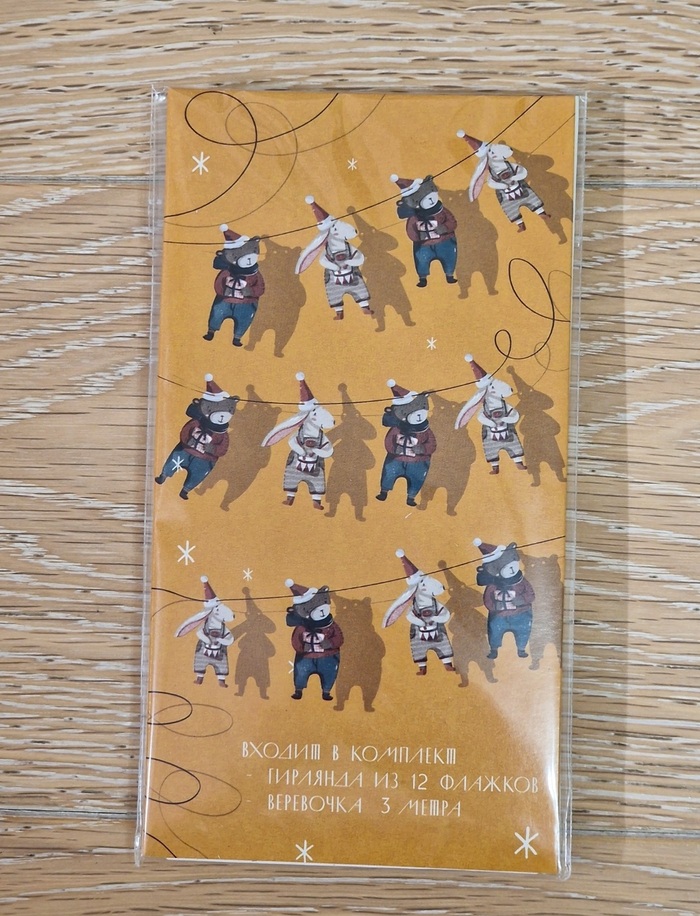 ВХОДИТ В КОМПЛЕКТ
- ГИРЛЯНДА ИЗ 12 ФЛАЖКОВ
- ВЕРЕВОЧКА 3 МЕТРА